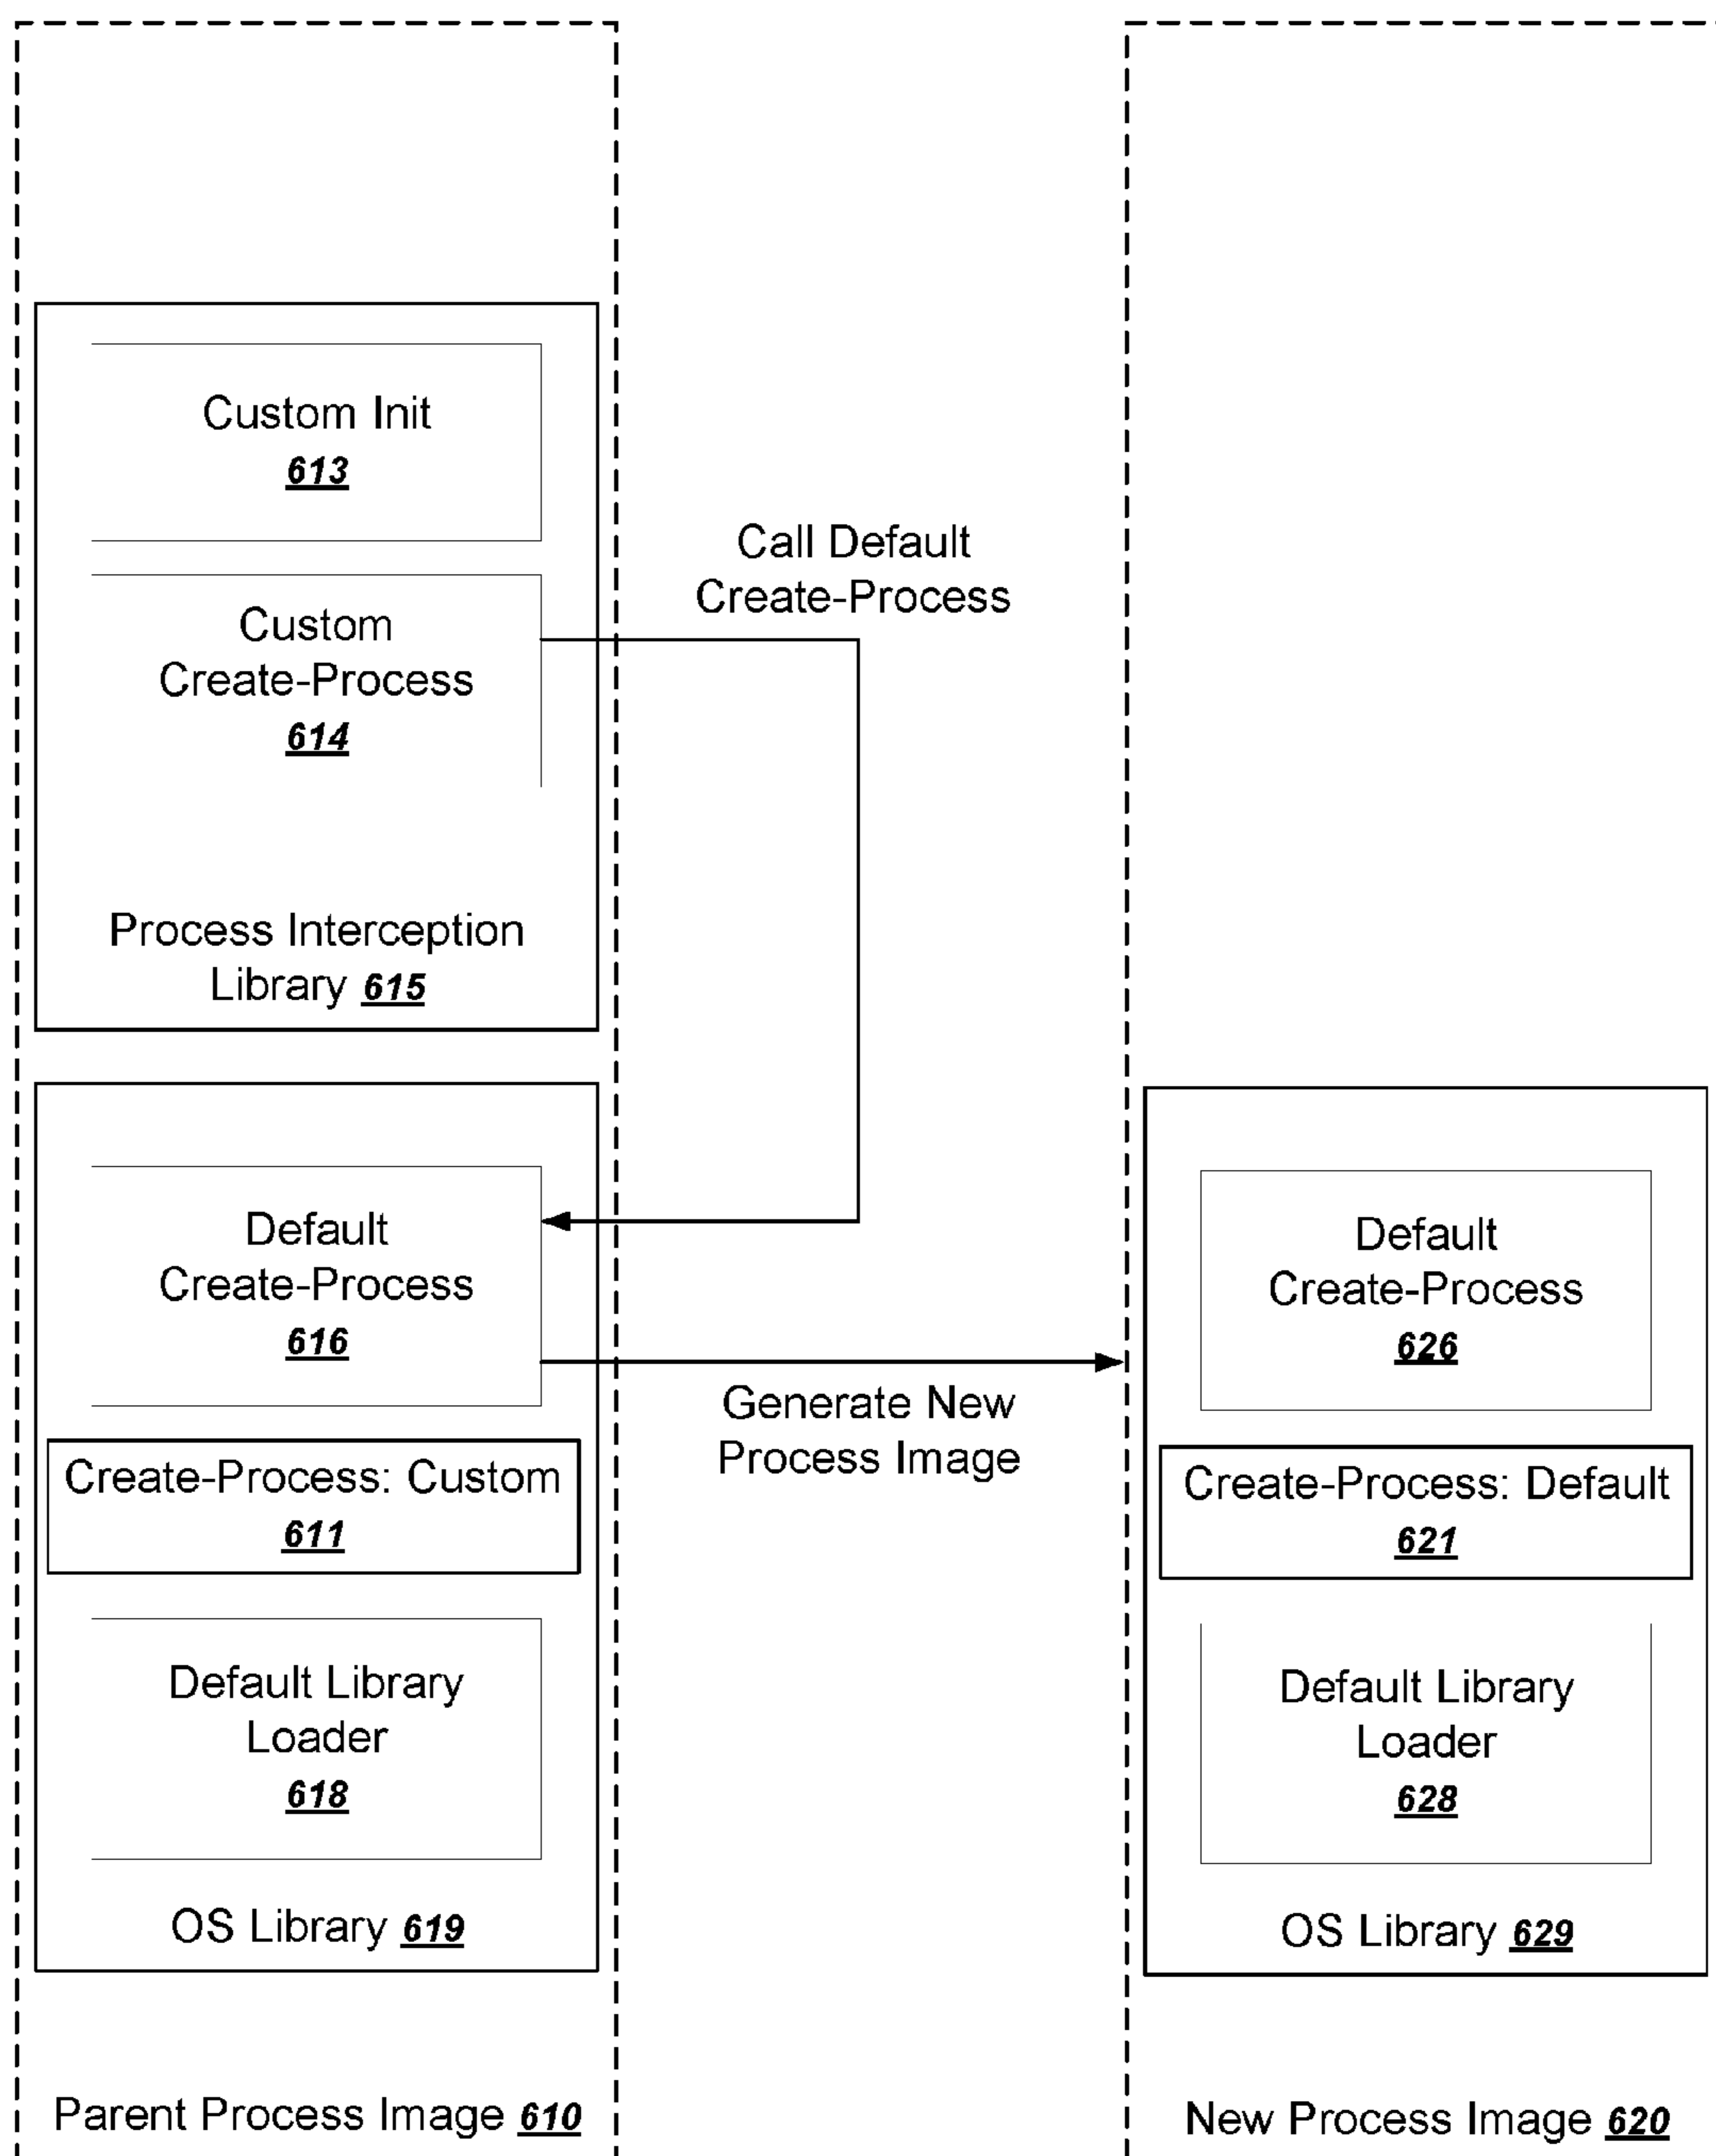 Custom Init
613
Custom
Create-Process
614
Process Interception
Library 615
Call Default
Create-Process
Default
Create-Process
616
Generate New
Process Image
Create-Process: Custom
611
Default Library
Loader
618
OS Library 619
Parent Process Image 610
Default
Create-Process
626
Create-Process: Default
621
Default Library
Loader
628
OS Library 629
New Process Image 620